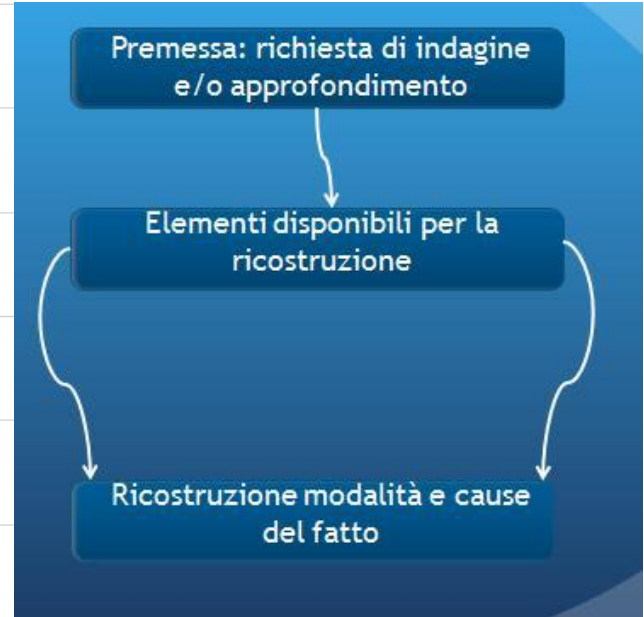 Premessa: richiesta di indagine
e/o approfondimento
Elementi disponibili per la
ricostruzione
Ricostruzione modalità e cause
del fatto